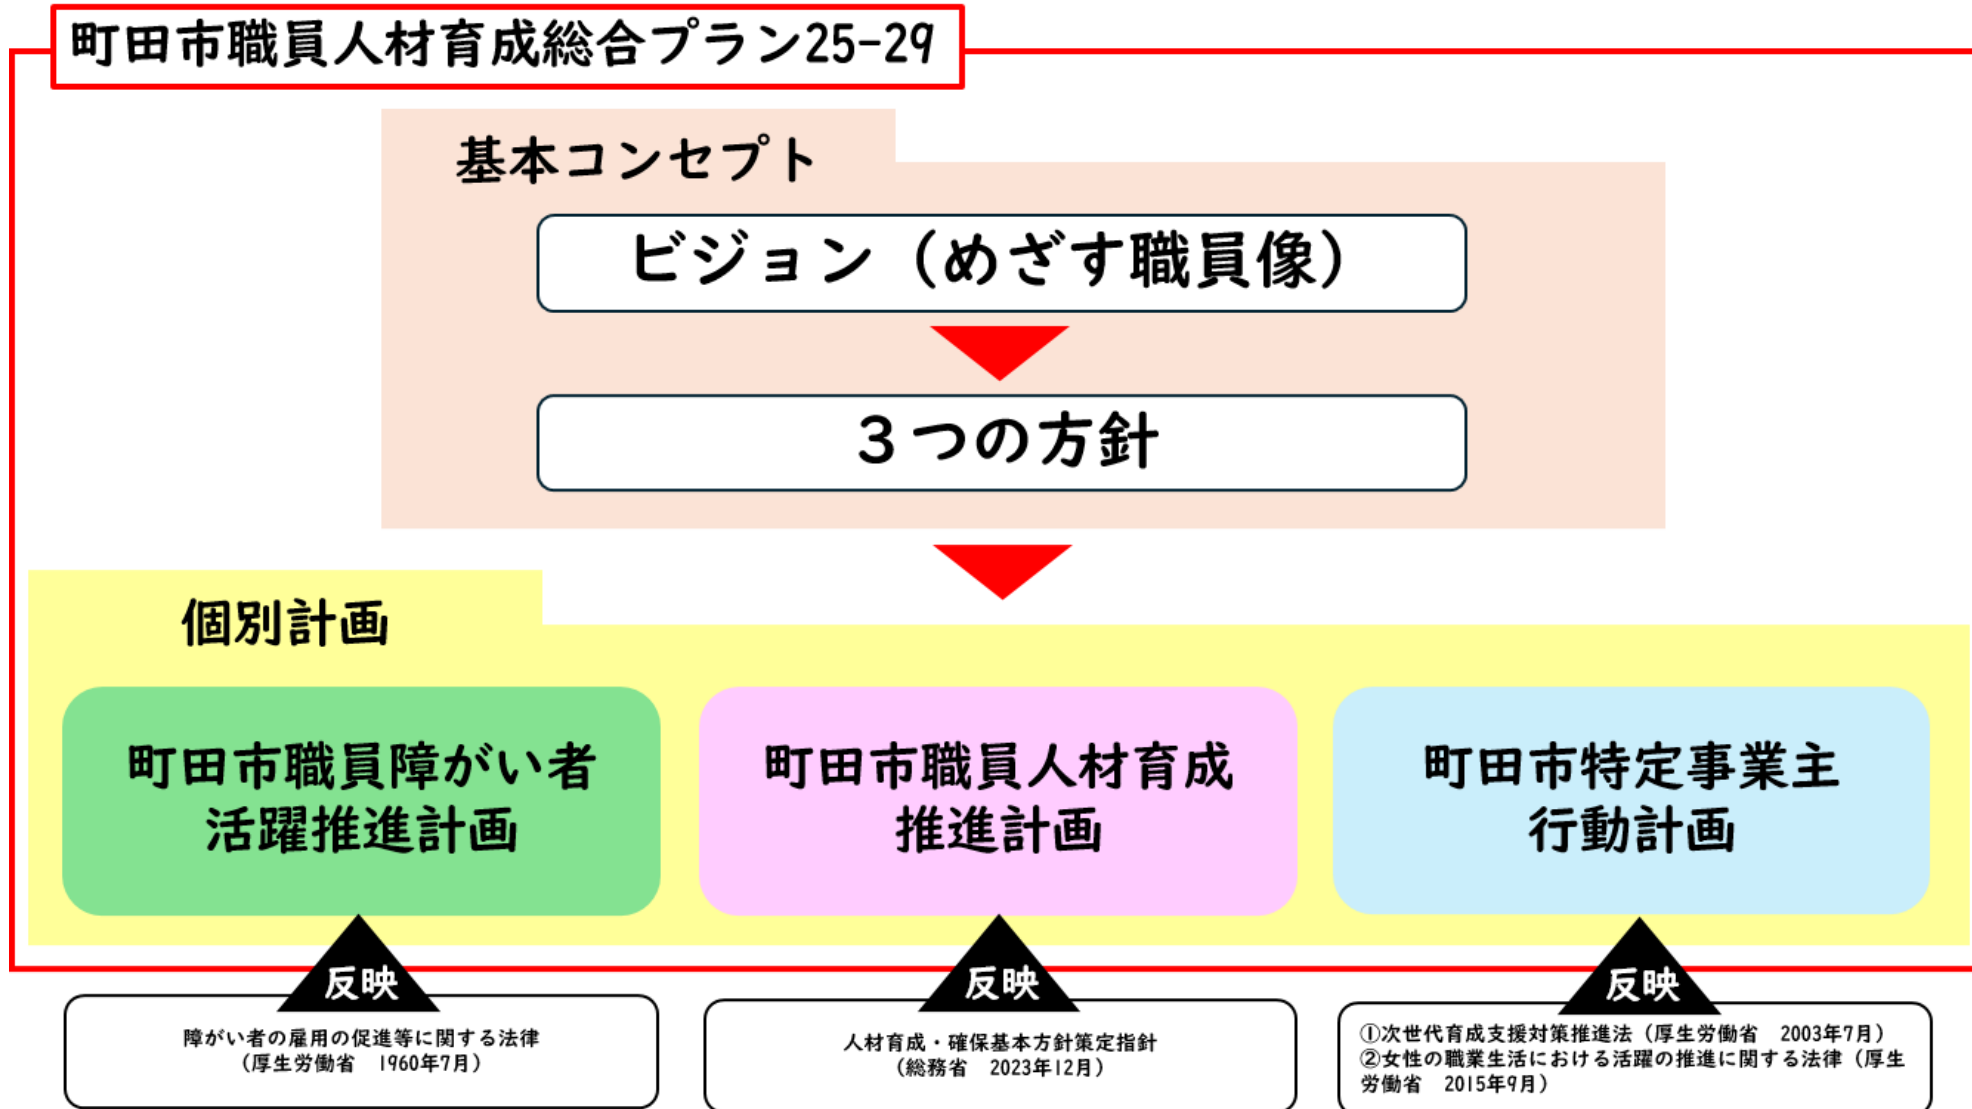 町田市職員人材育成総合プラン25-29
基本コンセプト
ビジョン（めざす職員像）
３つの方針
個別計画
町田市職員障がい者
活躍推進計画
町田市職員人材育成
推進計画
町田市特定事業主
行動計画
反映
反映
反映
障がい者の雇用の促進等に関する法律
（厚生労働省　1960年7月）
人材育成・確保基本方針策定指針
（総務省　2023年12月）
①次世代育成支援対策推進法（厚生労働省　2003年7月）
②女性の職業生活における活躍の推進に関する法律（厚生
労働省　2015年9月）